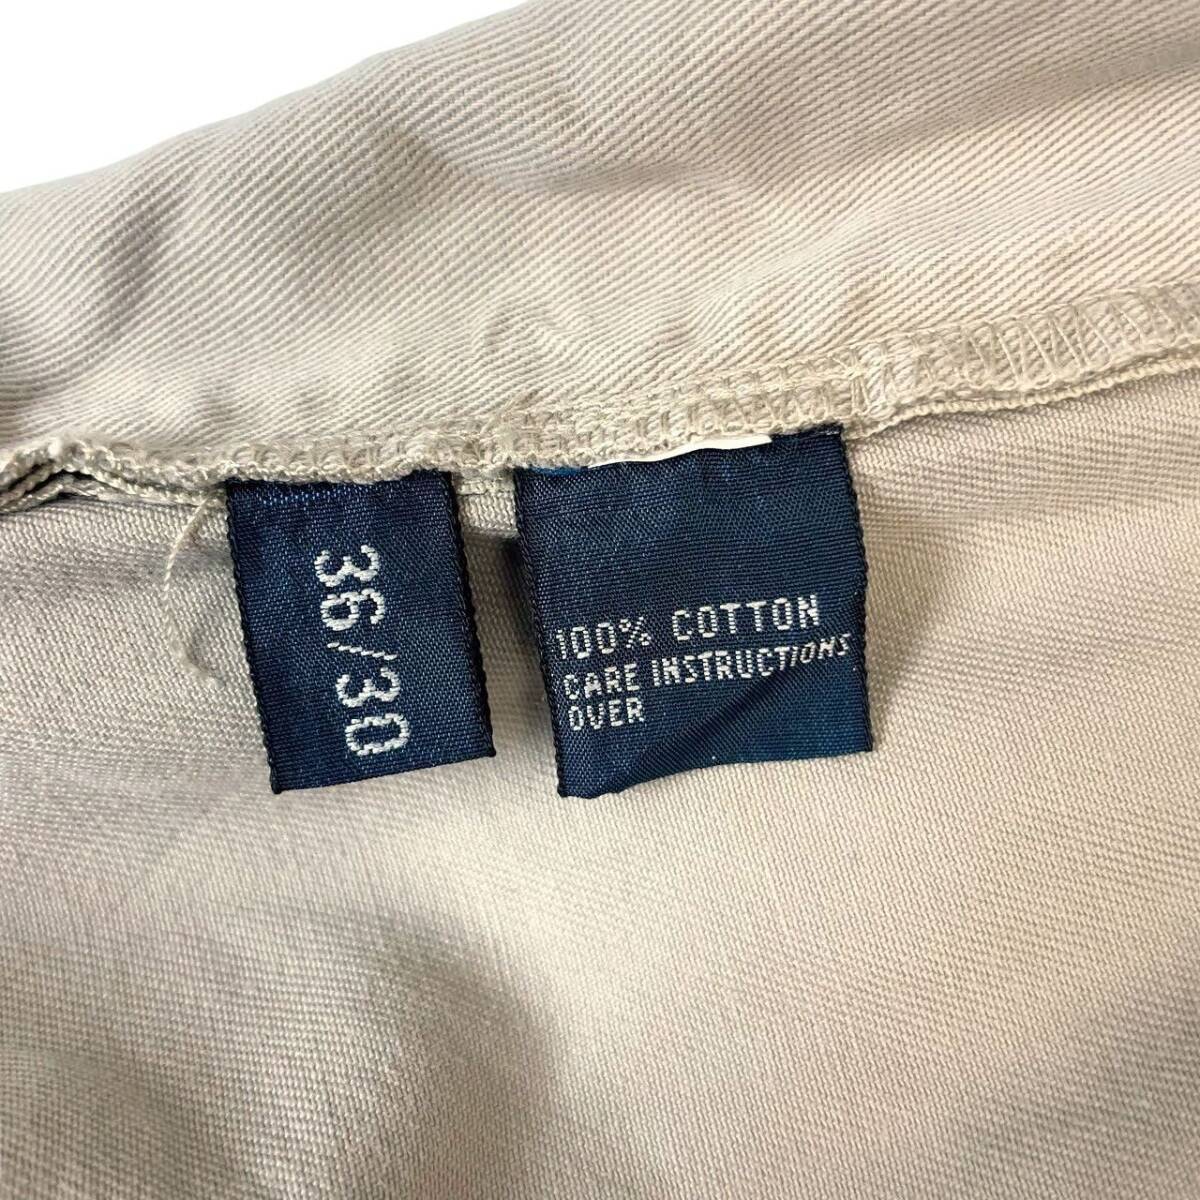 36/30
100% COTTON
CARE INSTRUCTIONS
OVER